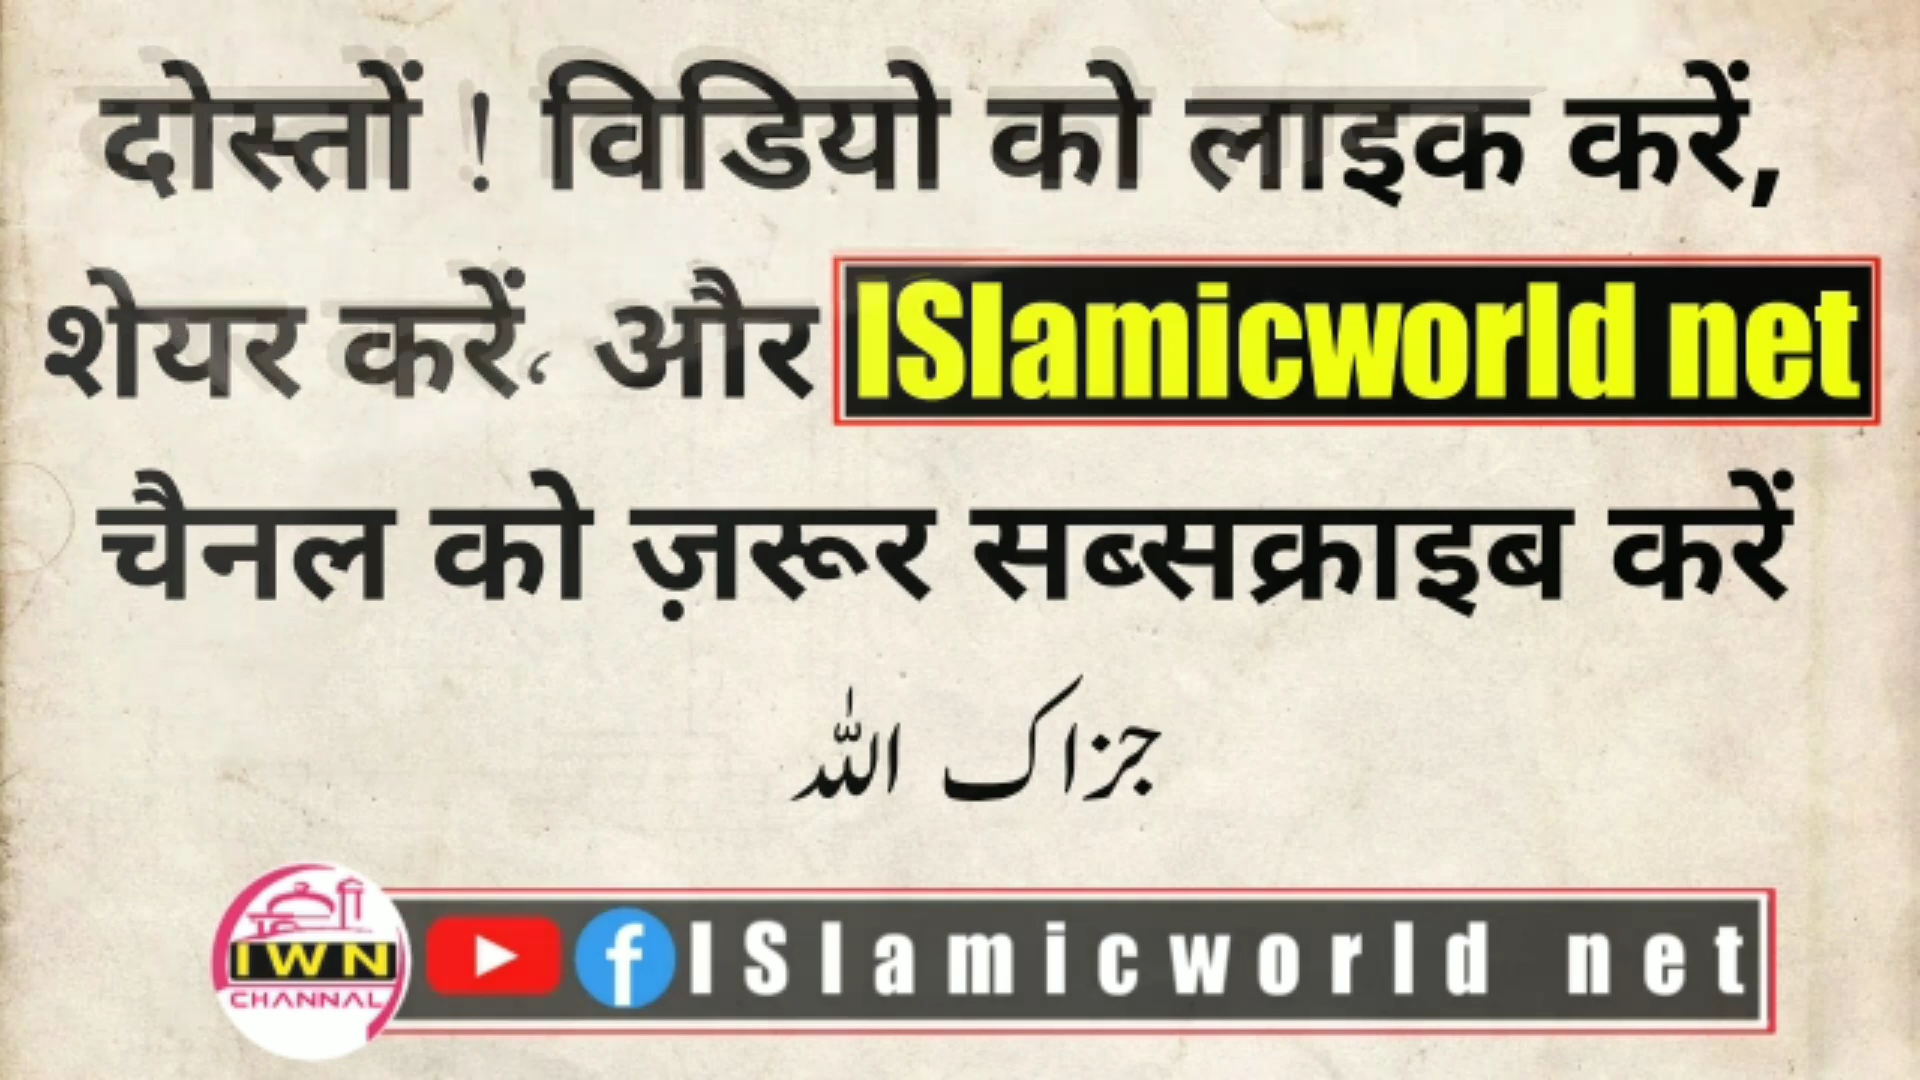 दोस्तों ! विडियो को लाइक करें,
शेयर करें، और ISlamicworld net
चैनल को ज़रूर सब्सक्राइब करें
جزاک اللہ
IWN
CHANNAL
f ISlamicworld net